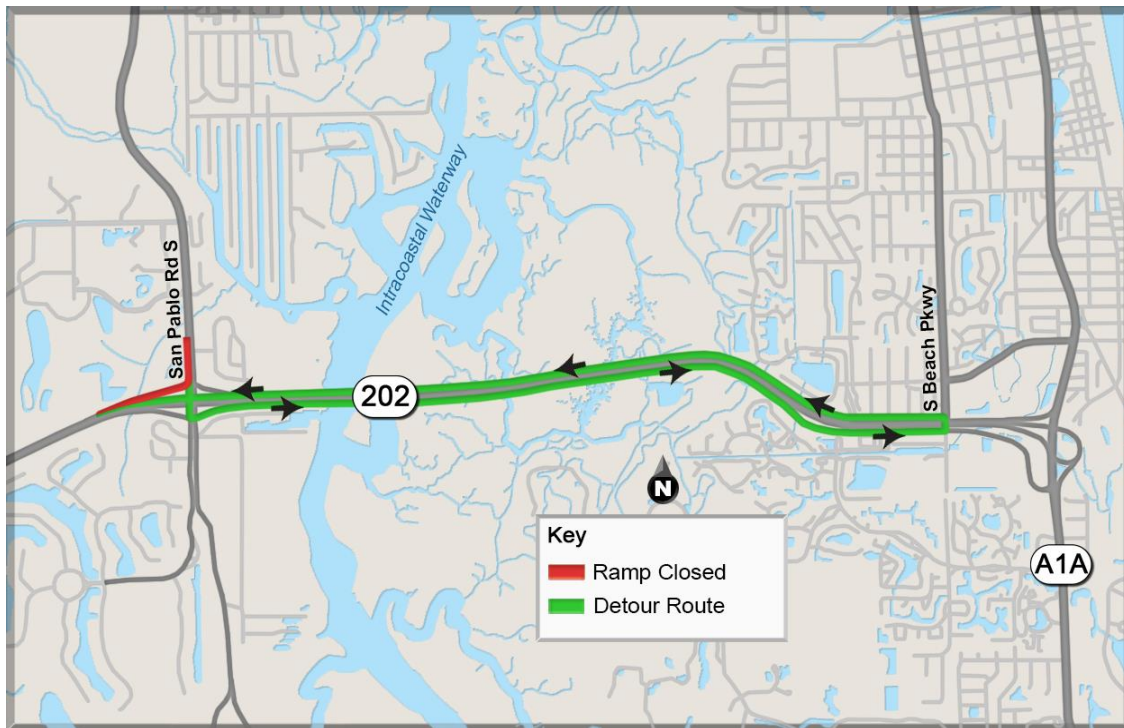 San Pablo Rd S
Intracoastal Waterway
202
S Beach Pkwy
N
A1A
Key
Ramp Closed
Detour Route